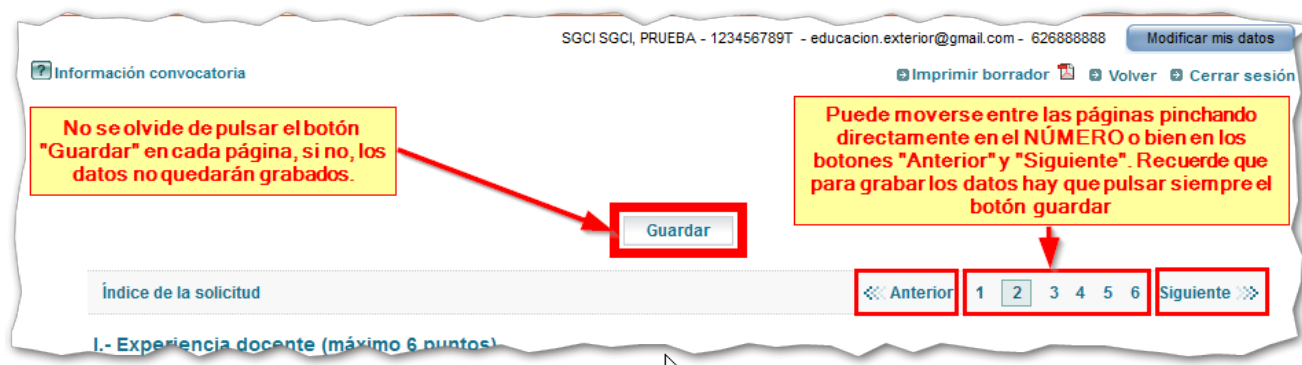 SGCI SGCI, PRUEBA - 123456789T - educacion.exterior@gmail.com - 626888888 Modificar mis datos
? Información convocatoria Imprimir borrador Volver Cerrar sesión
No se olvide de pulsar el botón
"Guardar" en cada página, si no, los
datos no quedarán grabados.
Puede moverse entre las páginas pinchando
directamente en el NÚMERO o bien en los
botones "Anterior" y "Siguiente". Recuerde que
para grabar los datos hay que pulsar siempre el
botón guardar
Guardar
Índice de la solicitud Anterior 1 2 3 4 5 6 Siguiente
I.- Experiencia docente (máximo 6 puntos)